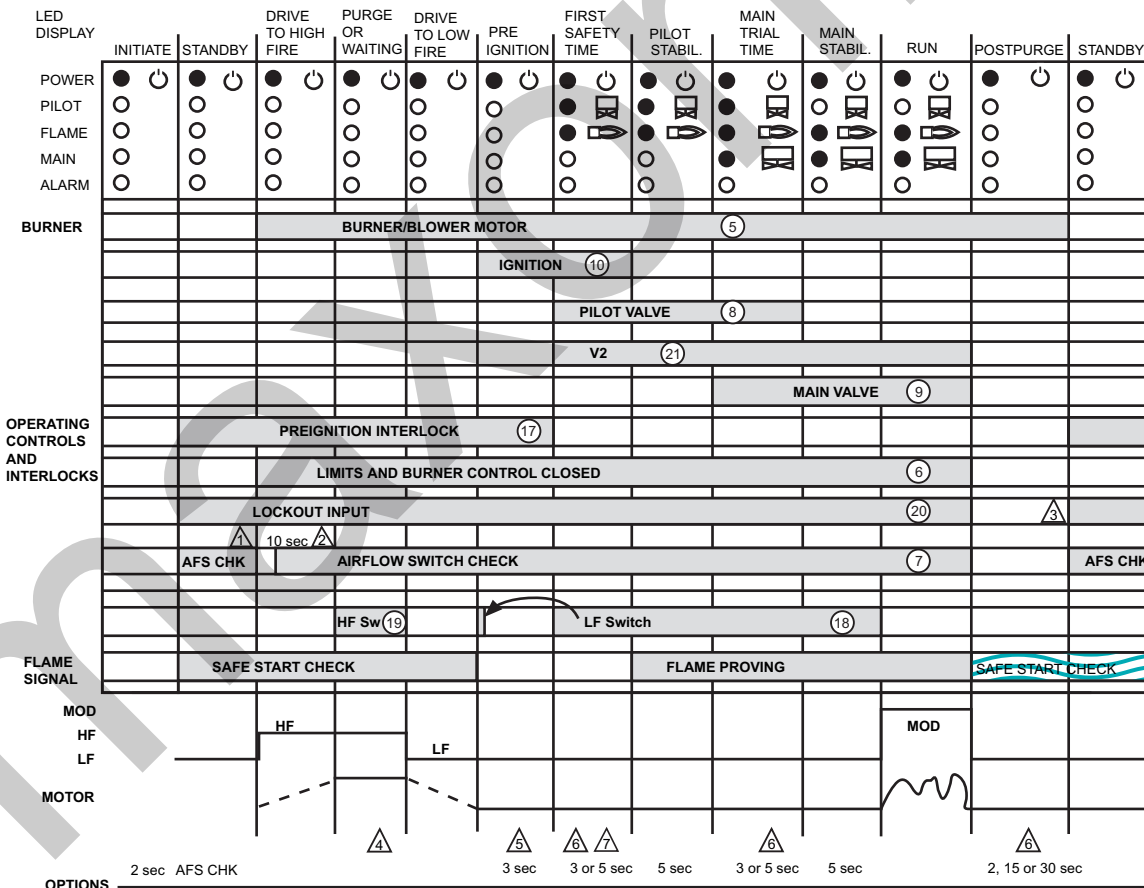 LED DISPLAY
INITIATE
STANDBY
DRIVE TO HIGH FIRE
PURGE OR WAITING
DRIVE TO LOW FIRE
PRE IGNITION
FIRST SAFETY TIME
PILOT STABIL.
MAIN TRIAL TIME
MAIN STABIL.
RUN
POSTPURGE
STANDBY
POWER
PILOT
FLAME
MAIN
ALARM
BURNER
BURNER/BLOWER MOTOR 5
IGNITION 10
PILOT VALVE 8
V2 21
MAIN VALVE 9
OPERATING CONTROLS AND INTERLOCKS
PREIGNITION INTERLOCK 17
LIMITS AND BURNER CONTROL CLOSED 6
LOCKOUT INPUT 20 3
1 10 sec 2
AFS CHK AIRFLOW SWITCH CHECK 7 AFS CHK
HF Sw 19 LF Switch 18
FLAME SIGNAL
SAFE START CHECK FLAME PROVING SAFE START CHECK
MOD
HF
LF
HF
LF
MOD
MOTOR
4 5 6 7 6 6
2 sec AFS CHK 3 sec 3 or 5 sec 5 sec 3 or 5 sec 5 sec 2, 15 or 30 sec
OPTIONS
maxon